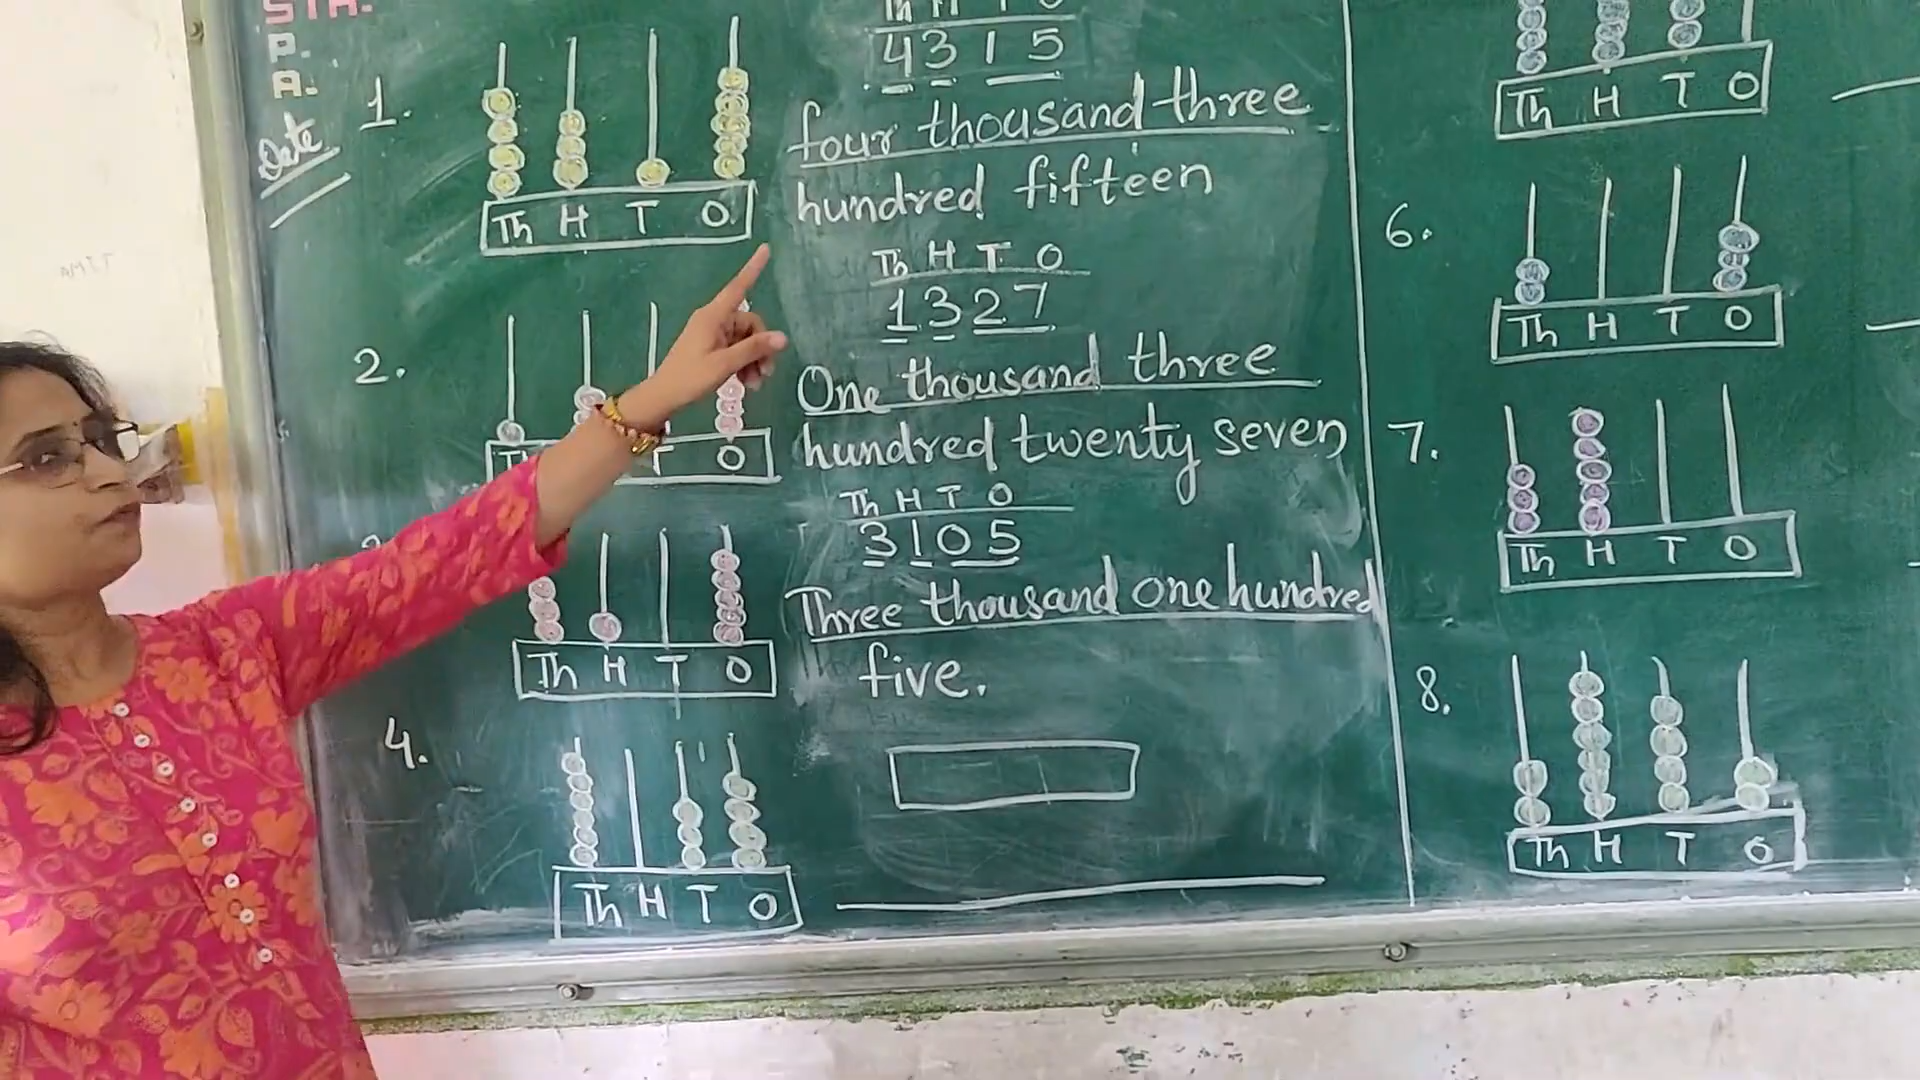 STR.
P.
A.
Date
1.
Th H T O
4315
four thousand three
hundred fifteen
Th H T O
2.
Th H T O
1327
One thousand three
hundred twenty seven
T O
Th H T O
3105
Three thousand one hundred
five.
Th H T O
4.
Th H T O
Th H T O
6.
Th H T O
7.
Th H T O
8.
Th H T O